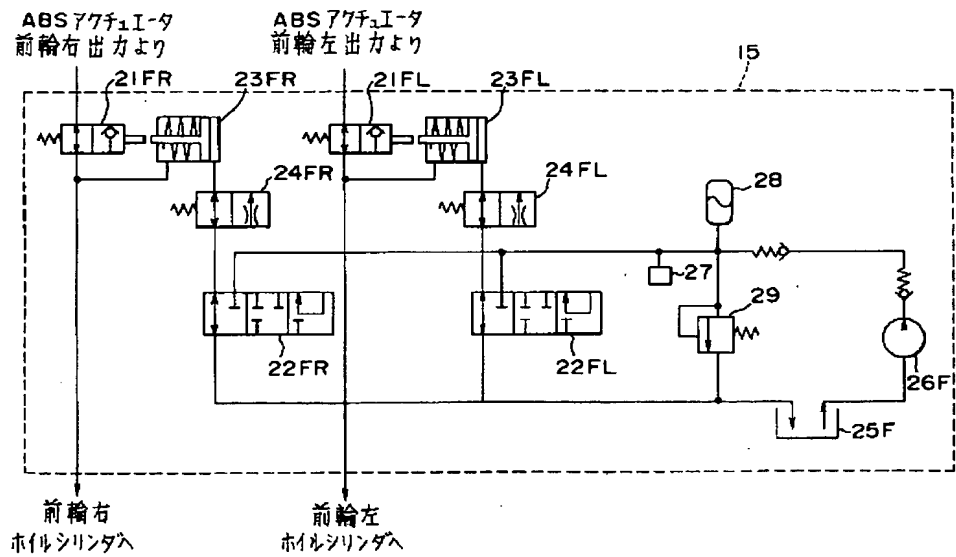 ABSアクチュエータ
前輪右出力より
ABSアクチュエータ
前輪左出力より
15
21FR
23FR
21FL
23FL
24FR
24FL
28
27
29
22FR
22FL
26F
25F
前輪右
ホイルシリンダへ
前輪左
ホイルシリンダへ